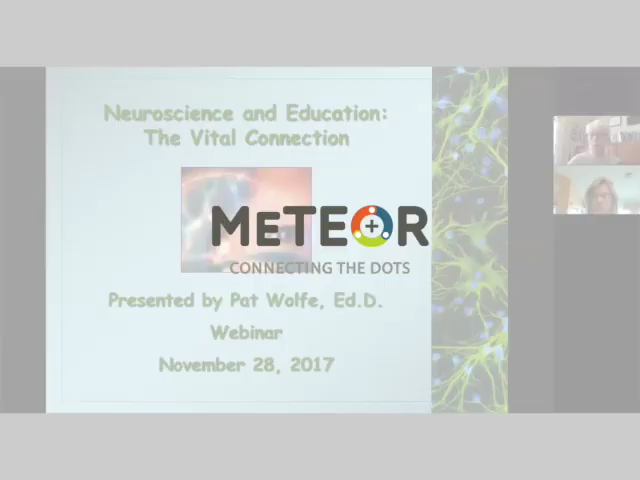 Neuroscience and Education:
The Vital Connection
METEOR
CONNECTING THE DOTS
Presented by Pat Wolfe, Ed.D.
Webinar
November 28, 2017